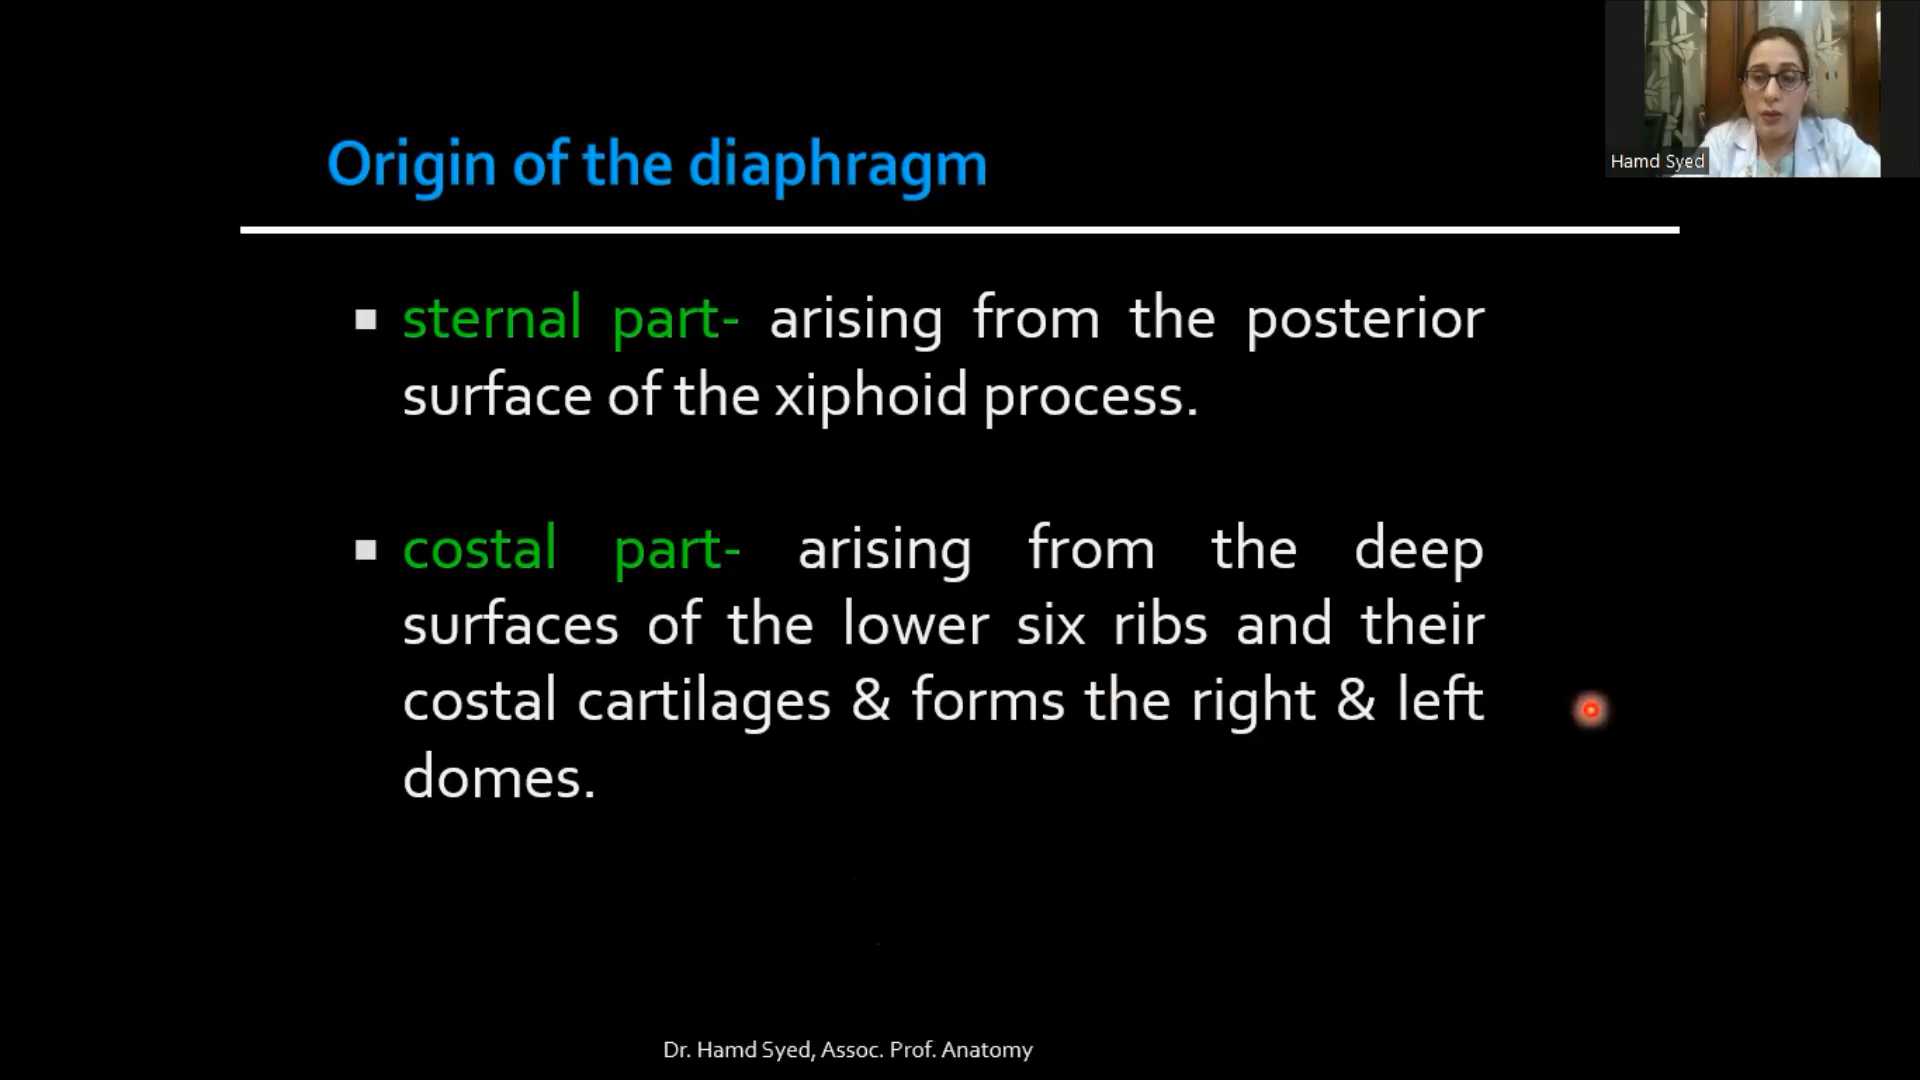 Hamd Syed
Origin of the diaphragm
sternal part- arising from the posterior
surface of the xiphoid process.
costal part- arising from the deep
surfaces of the lower six ribs and their
costal cartilages & forms the right & left
domes.
Dr. Hamd Syed, Assoc. Prof. Anatomy